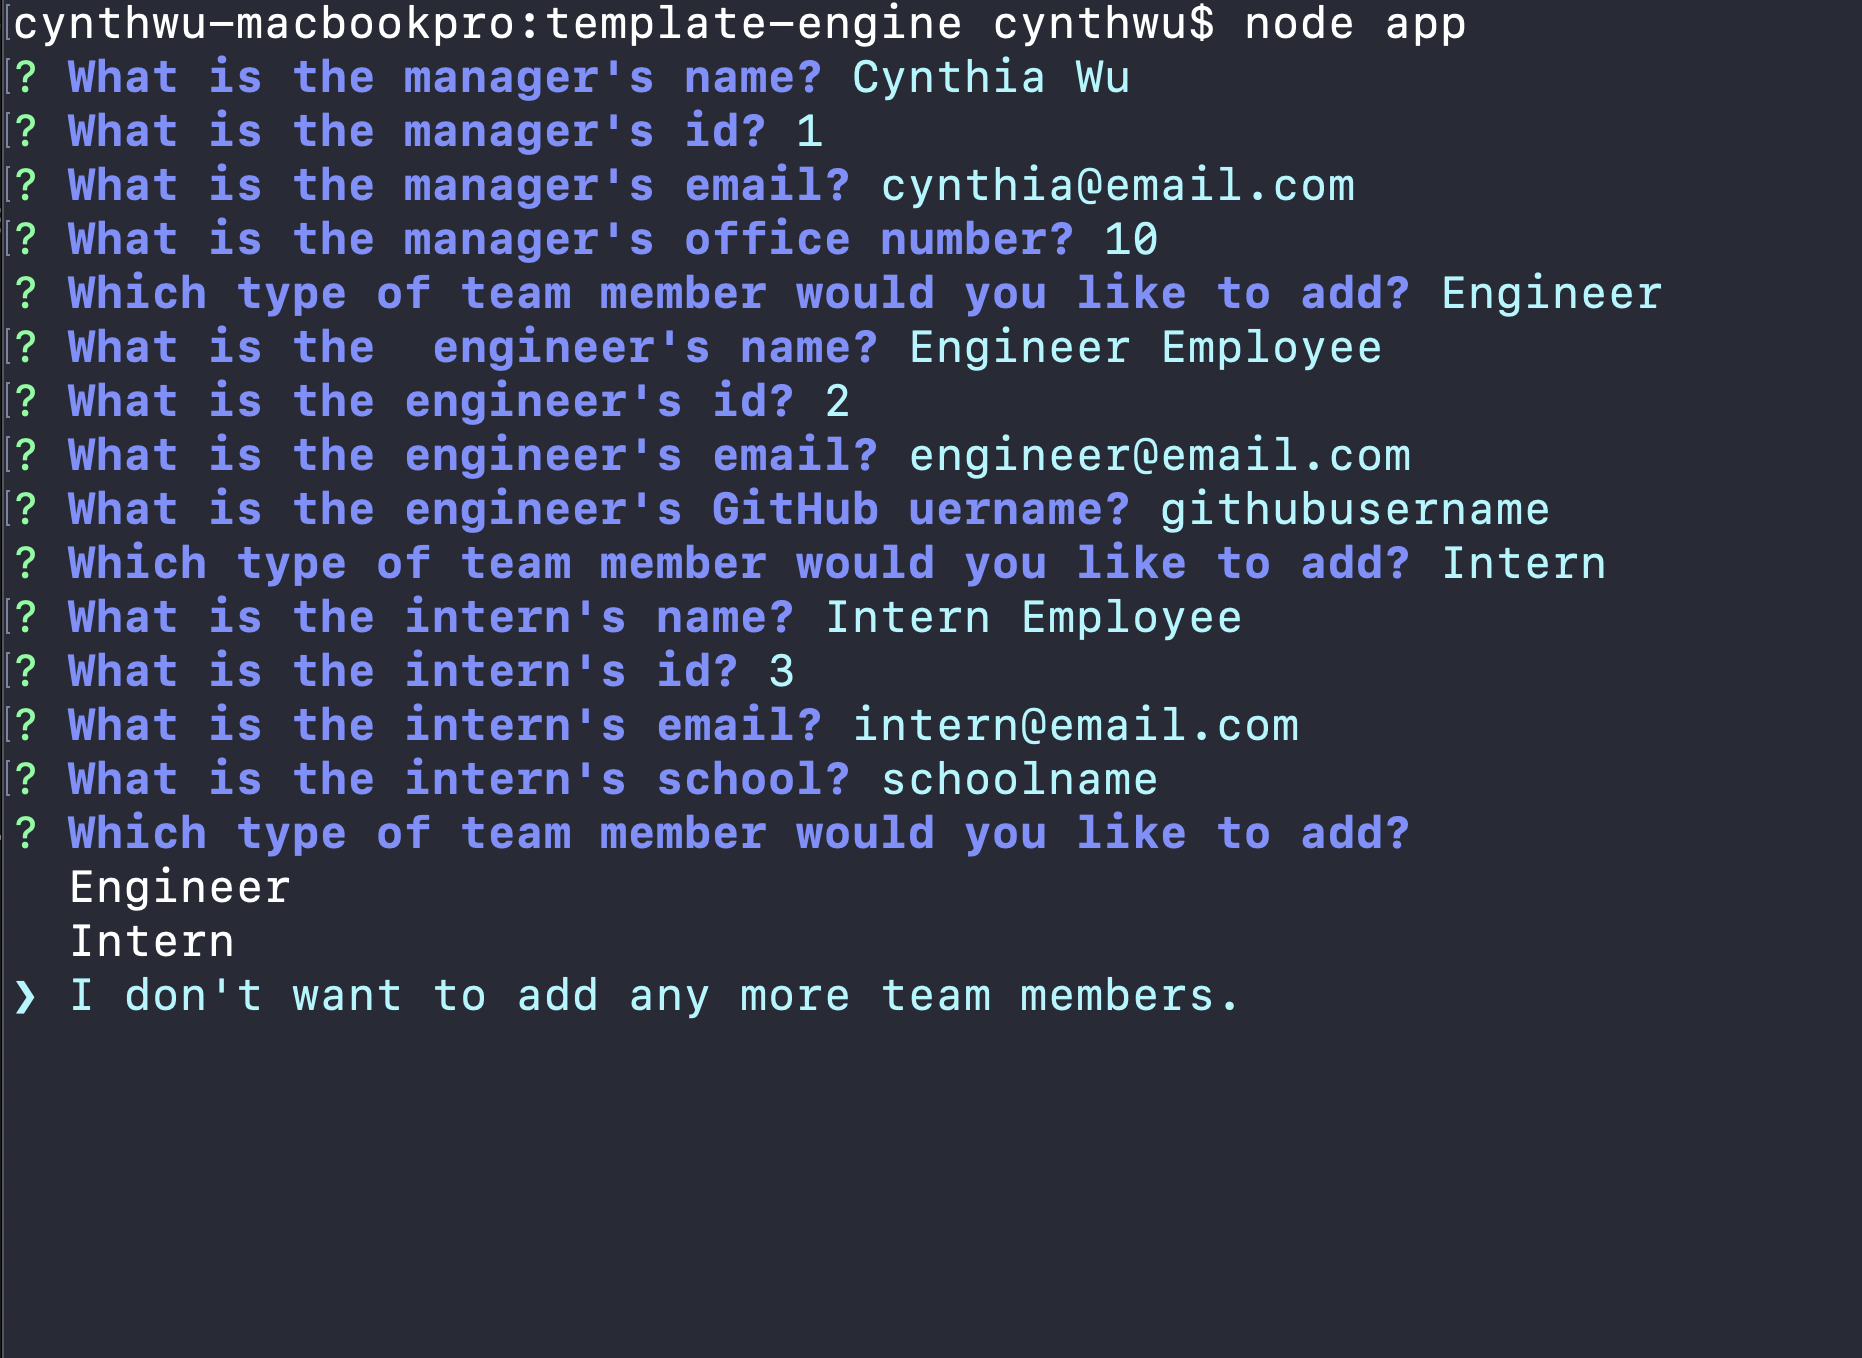 cynthwu-macbookpro:template-engine cynthwu$ node app
? What is the manager's name? Cynthia Wu
? What is the manager's id? 1
? What is the manager's email? cynthia@email.com
? What is the manager's office number? 10
? Which type of team member would you like to add? Engineer
? What is the  engineer's name? Engineer Employee
? What is the engineer's id? 2
? What is the engineer's email? engineer@email.com
? What is the engineer's GitHub uername? githubusername
? Which type of team member would you like to add? Intern
? What is the intern's name? Intern Employee
? What is the intern's id? 3
? What is the intern's email? intern@email.com
? What is the intern's school? schoolname
? Which type of team member would you like to add?
  Engineer
  Intern
❯ I don't want to add any more team members.